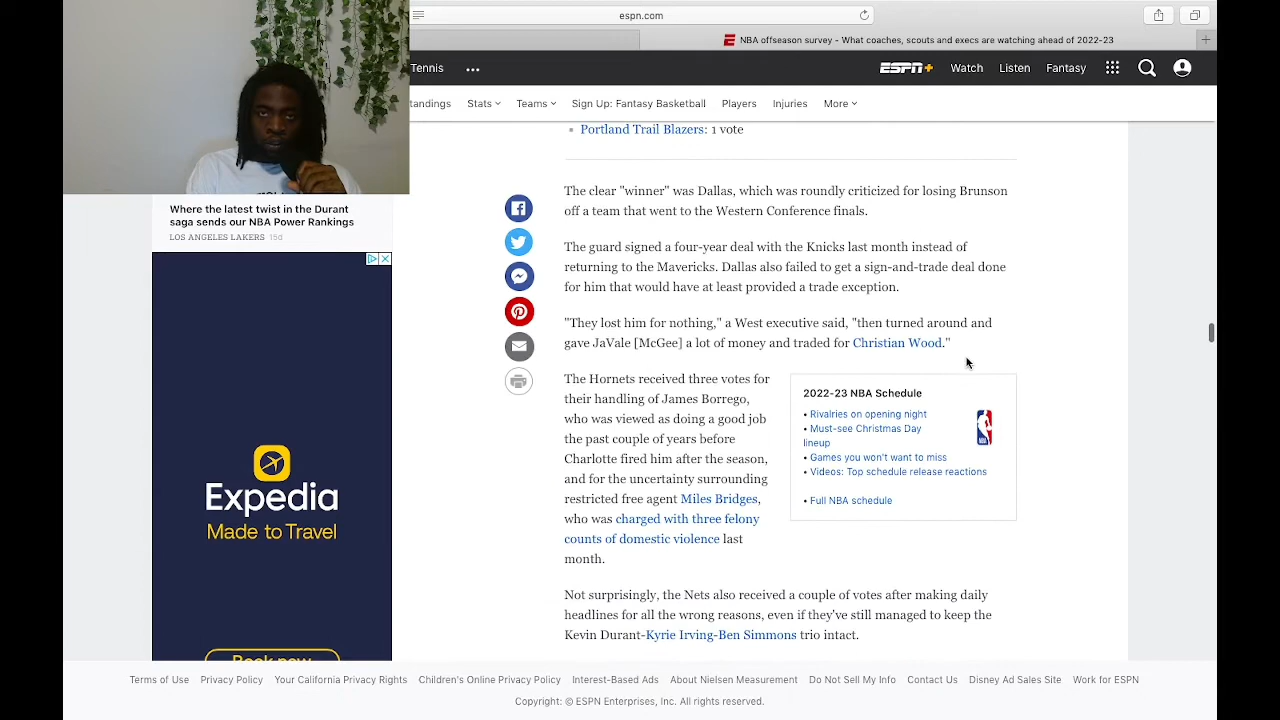 espn.com
NBA offseason survey - What coaches, scouts and execs are watching ahead of 2022-23
Tennis
ESPN+ Watch Listen Fantasy
tandings Stats Teams Sign Up: Fantasy Basketball Players Injuries More
Portland Trail Blazers: 1 vote
Where the latest twist in the Durant
saga sends our NBA Power Rankings
LOS ANGELES LAKERS 15d
Expedia
Made to Travel
Book now
The clear "winner" was Dallas, which was roundly criticized for losing Brunson
off a team that went to the Western Conference finals.
The guard signed a four-year deal with the Knicks last month instead of
returning to the Mavericks. Dallas also failed to get a sign-and-trade deal done
for him that would have at least provided a trade exception.
"They lost him for nothing," a West executive said, "then turned around and
gave JaVale [McGee] a lot of money and traded for Christian Wood."
The Hornets received three votes for
their handling of James Borrego,
who was viewed as doing a good job
the past couple of years before
Charlotte fired him after the season,
and for the uncertainty surrounding
restricted free agent Miles Bridges,
who was charged with three felony
counts of domestic violence last
month.
2022-23 NBA Schedule
• Rivalries on opening night
• Must-see Christmas Day
lineup
• Games you won't want to miss
• Videos: Top schedule release reactions
• Full NBA schedule
Not surprisingly, the Nets also received a couple of votes after making daily
headlines for all the wrong reasons, even if they've still managed to keep the
Kevin Durant-Kyrie Irving-Ben Simmons trio intact.
Terms of Use Privacy Policy Your California Privacy Rights Children's Online Privacy Policy Interest-Based Ads About Nielsen Measurement Do Not Sell My Info Contact Us Disney Ad Sales Site Work for ESPN
Copyright: © ESPN Enterprises, Inc. All rights reserved.